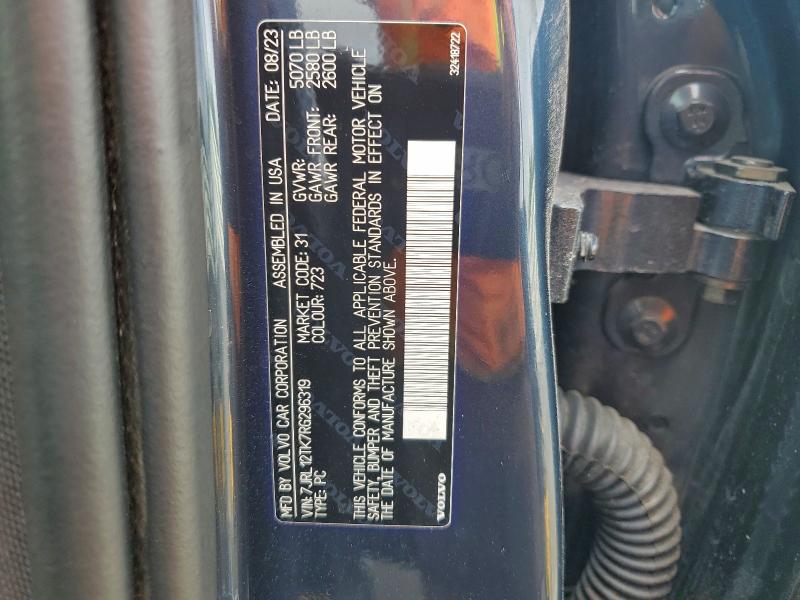 MFD BY VOLVO CAR CORPORATION ASSEMBLED IN USA DATE: 08/23
VIN: 7JRL12TK7RG296319 MARKET CODE: 31 GVWR: 5070 LB
TYPE: PC COLOUR: 723 GAWR FRONT: 2580 LB
GAWR REAR: 2600 LB
THIS VEHICLE CONFORMS TO ALL APPLICABLE FEDERAL MOTOR VEHICLE
SAFETY, BUMPER AND THEFT PREVENTION STANDARDS IN EFFECT ON
THE DATE OF MANUFACTURE SHOWN ABOVE.
VOLVO 32418722